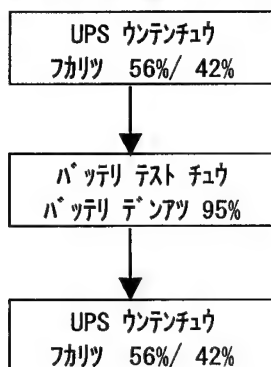 UPS ウンテンチュウ
フカリツ 56%/ 42%
バッテリ テスト チュウ
バッテリ デンアツ 95%
UPS ウンテンチュウ
フカリツ 56%/ 42%